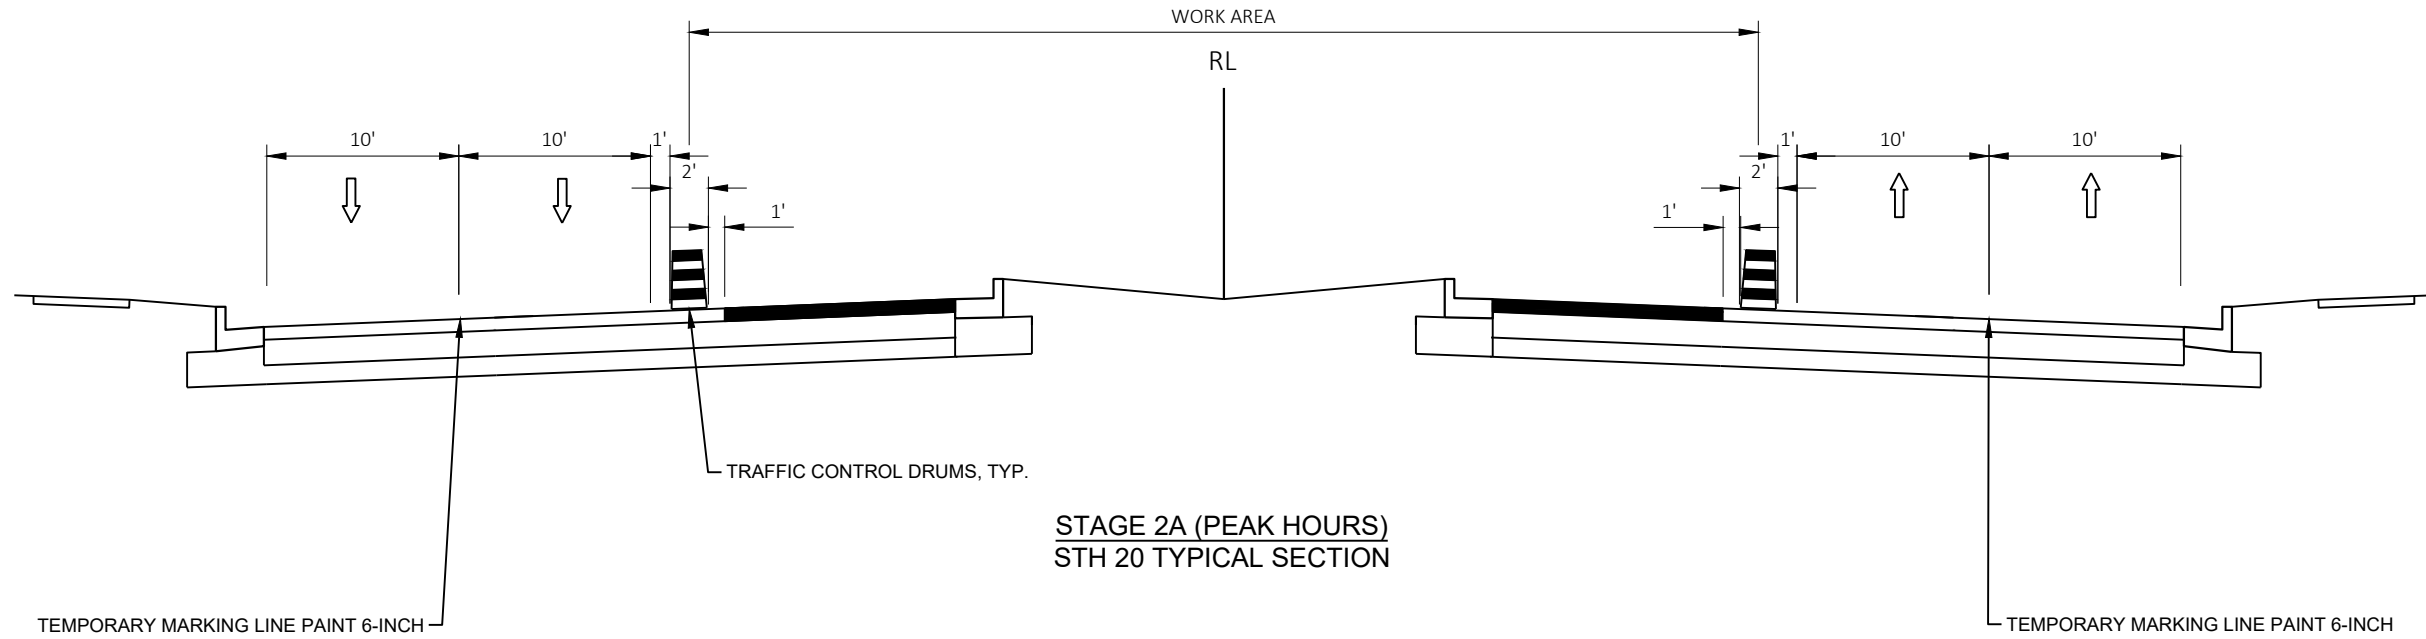 WORK AREA
RL
10'
10'
1'
2'
1'
1'
2'
1'
10'
10'
TRAFFIC CONTROL DRUMS, TYP.
STAGE 2A (PEAK HOURS)
STH 20 TYPICAL SECTION
TEMPORARY MARKING LINE PAINT 6-INCH
TEMPORARY MARKING LINE PAINT 6-INCH